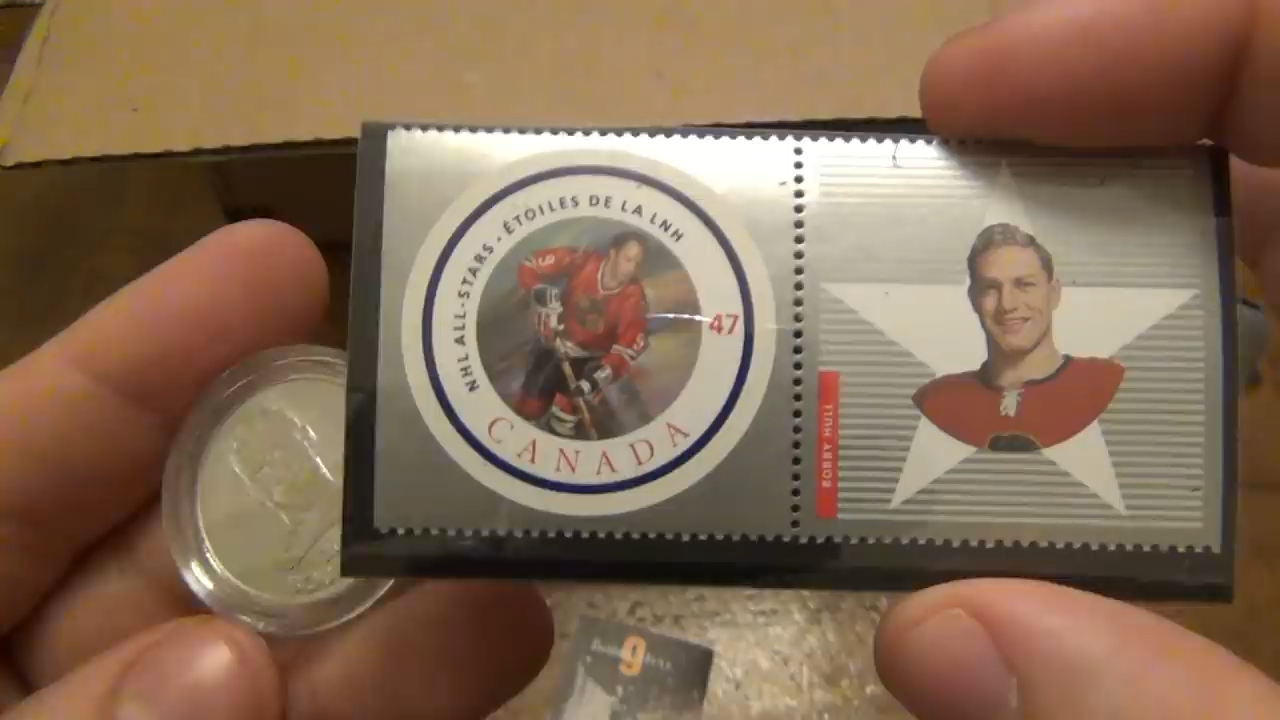 NHL ALL-STARS • ÉTOILES DE LA LNH
47
CANADA
BOBBY HULL
9